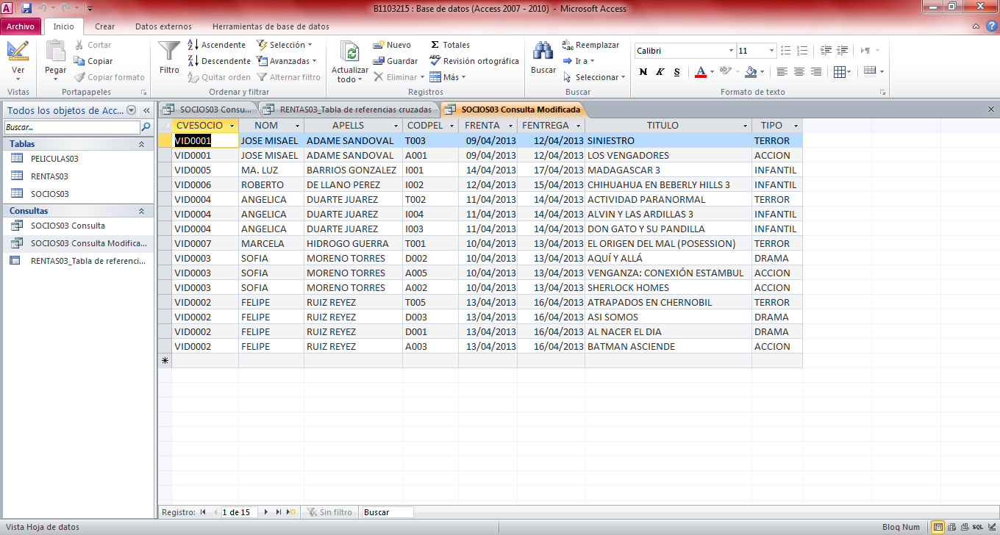 B1103215 : Base de datos (Access 2007 - 2010) - Microsoft Access
Archivo Inicio Crear Datos externos Herramientas de base de datos
Ver
Vistas
Pegar
Cortar
Copiar
Copiar formato
Portapapeles
Filtro
Ascendente
Descendente
Quitar orden
Selección
Avanzadas
Alternar filtro
Ordenar y filtrar
Actualizar
todo
Nuevo
Guardar
Eliminar
Totales
Revisión ortográfica
Más
Registros
Buscar
Reemplazar
Ir a
Seleccionar
Buscar
Calibri 11
N K S
Formato de texto
Todos los objetos de Acc...
Buscar...
Tablas
PELICULAS03
RENTAS03
SOCIOS03
Consultas
SOCIOS03 Consulta
SOCIOS03 Consulta Modifica...
RENTAS03_Tabla de referenci...
SOCIOS03 Consu... RENTAS03_Tabla de referencias cruzadas SOCIOS03 Consulta Modificada
CVESOCIO NOM APELLS CODPEL FRENTA FENTREGA TITULO TIPO
VID0001 JOSE MISAEL ADAME SANDOVAL T003 09/04/2013 12/04/2013 SINIESTRO TERROR
VID0001 JOSE MISAEL ADAME SANDOVAL A001 09/04/2013 12/04/2013 LOS VENGADORES ACCION
VID0005 MA. LUZ BARRIOS GONZALEZ I001 14/04/2013 17/04/2013 MADAGASCAR 3 INFANTIL
VID0006 ROBERTO DE LLANO PEREZ I002 12/04/2013 15/04/2013 CHIHUAHUA EN BEBERLY HILLS 3 INFANTIL
VID0004 ANGELICA DUARTE JUAREZ T002 11/04/2013 14/04/2013 ACTIVIDAD PARANORMAL TERROR
VID0004 ANGELICA DUARTE JUAREZ I004 11/04/2013 14/04/2013 ALVIN Y LAS ARDILLAS 3 INFANTIL
VID0004 ANGELICA DUARTE JUAREZ I003 11/04/2013 14/04/2013 DON GATO Y SU PANDILLA INFANTIL
VID0007 MARCELA HIDROGO GUERRA T001 10/04/2013 13/04/2013 EL ORIGEN DEL MAL (POSESSION) TERROR
VID0003 SOFIA MORENO TORRES D002 10/04/2013 13/04/2013 AQUÍ Y ALLÁ DRAMA
VID0003 SOFIA MORENO TORRES A005 10/04/2013 13/04/2013 VENGANZA: CONEXIÓN ESTAMBUL ACCION
VID0003 SOFIA MORENO TORRES A002 10/04/2013 13/04/2013 SHERLOCK HOMES ACCION
VID0002 FELIPE RUIZ REYEZ T005 13/04/2013 16/04/2013 ATRAPADOS EN CHERNOBIL TERROR
VID0002 FELIPE RUIZ REYEZ D003 13/04/2013 16/04/2013 ASI SOMOS DRAMA
VID0002 FELIPE RUIZ REYEZ D001 13/04/2013 16/04/2013 AL NACER EL DIA DRAMA
VID0002 FELIPE RUIZ REYEZ A003 13/04/2013 16/04/2013 BATMAN ASCIENDE ACCION
Registro: 1 de 15 Sin filtro Buscar
Vista Hoja de datos Bloq Num SQL